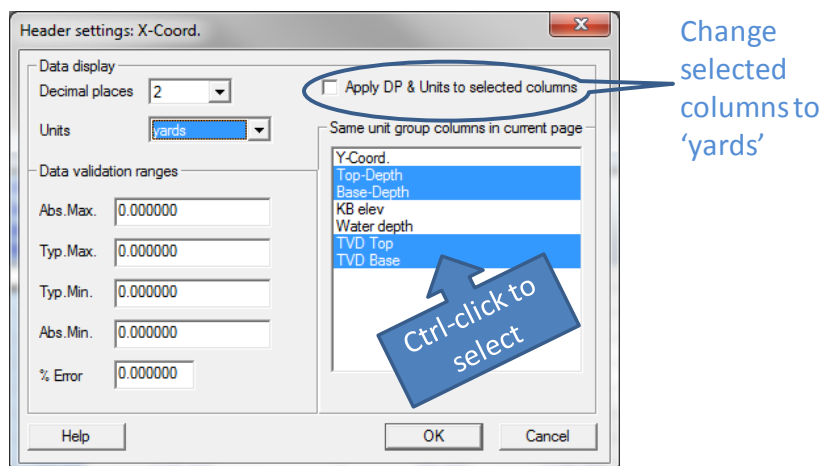 Header settings: X-Coord.
Data display
Decimal places 2
Units yards
Data validation ranges
Abs.Max. 0.000000
Typ.Max. 0.000000
Typ.Min. 0.000000
Abs.Min. 0.000000
% Error 0.000000
Apply DP & Units to selected columns
Same unit group columns in current page
Y-Coord.
Top-Depth
Base-Depth
KB elev
Water depth
TVD Top
TVD Base
Ctrl-click to
select
Help
OK
Cancel
Change
selected
columns to
‘yards’